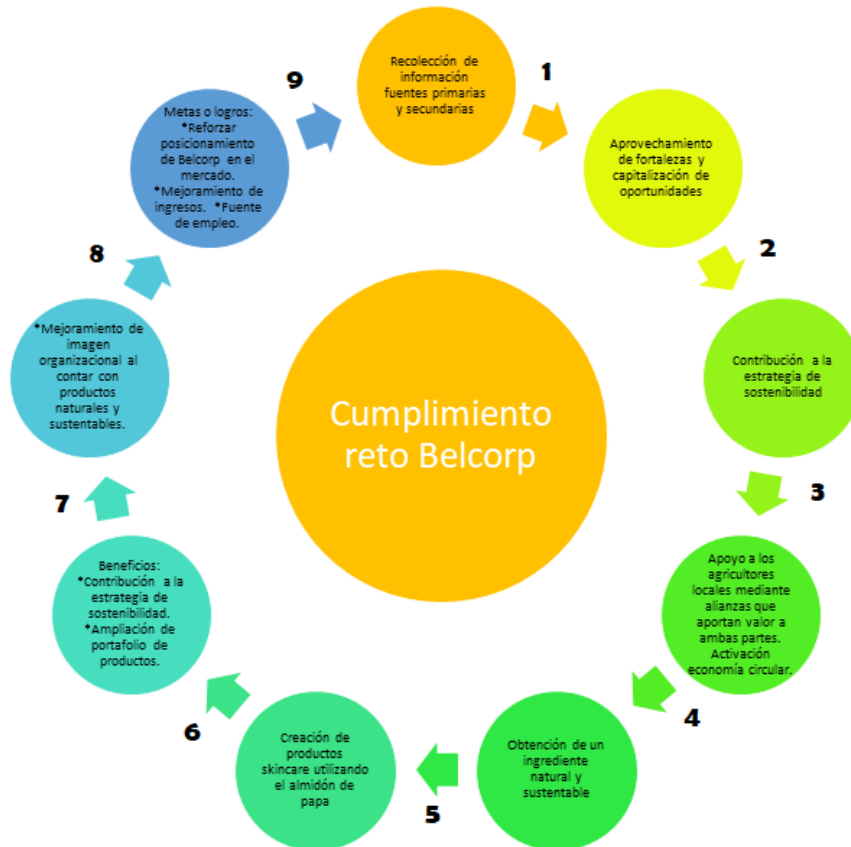 Recolección de
información
fuentes primarias
y secundarias
1
Aprovechamiento
de fortalezas y
capitalización de
oportunidades
2
Contribución a la
estrategia de
sostenibilidad
3
Apoyo a los
agricultores
locales mediante
alianzas que
aportan valor a
ambas partes.
Activación
economía circular.
4
Obtención de un
ingrediente
natural y
sustentable
5
Creación de
productos
skincare utilizando
el almidón de
papa
6
Beneficios:
*Contribución a la
estrategia de
sostenibilidad.
*Ampliación de
portafolio de
productos.
7
*Mejoramiento de
imagen
organizacional al
contar con
productos
naturales y
sustentables.
8
Metas o logros:
*Reforzar
posicionamiento
de Belcorp en el
mercado.
*Mejoramiento de
ingresos. *Fuente
de empleo.
9
Cumplimiento
reto Belcorp